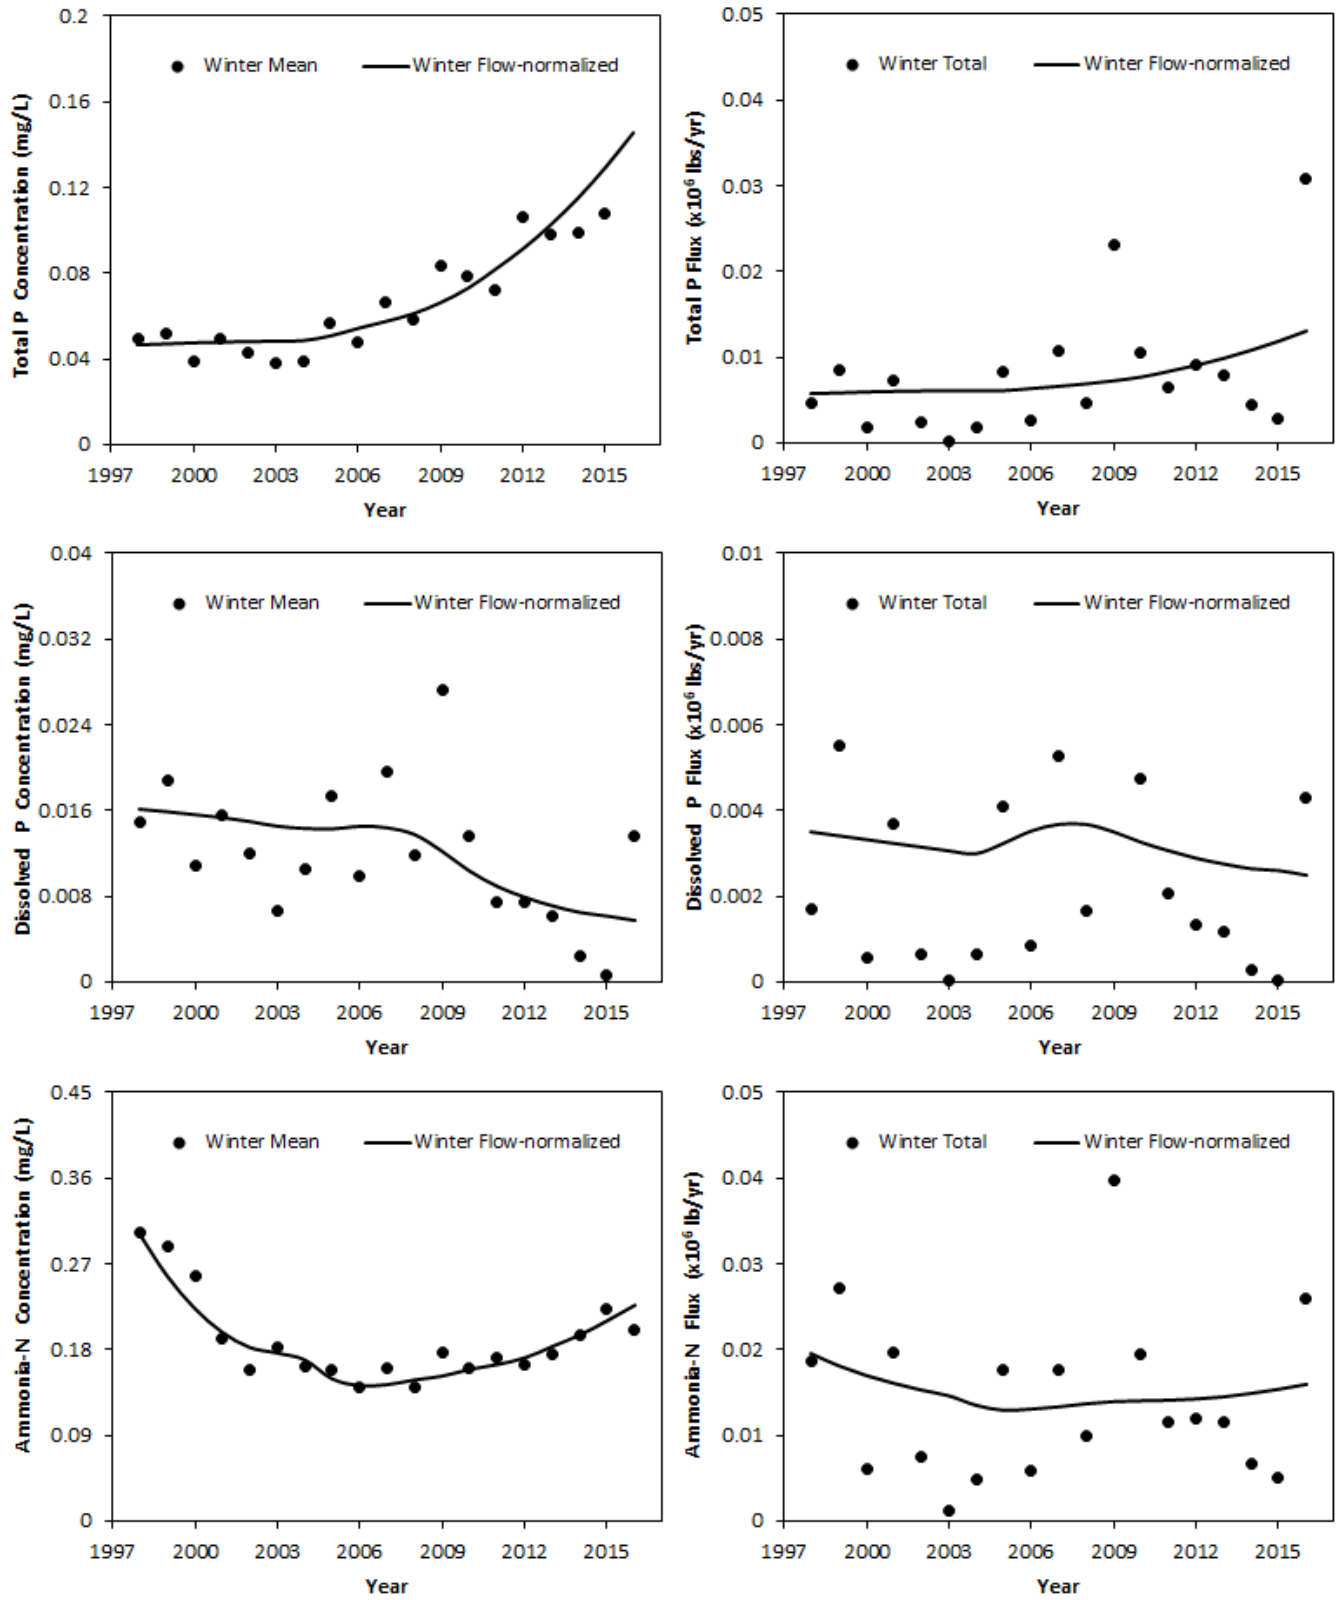 Total P Concentration (mg/L)
0.2
0.16
0.12
0.08
0.04
0
Winter Mean
Winter Flow-normalized
1997 2000 2003 2006 2009 2012 2015
Year
Total P Flux (x10⁶ lbs/yr)
0.05
0.04
0.03
0.02
0.01
0
Winter Total
Winter Flow-normalized
1997 2000 2003 2006 2009 2012 2015
Year
Dissolved P Concentration (mg/L)
0.04
0.032
0.024
0.016
0.008
0
Winter Mean
Winter Flow-normalized
1997 2000 2003 2006 2009 2012 2015
Year
Dissolved P Flux (x10⁶ lbs/yr)
0.01
0.008
0.006
0.004
0.002
0
Winter Total
Winter Flow-normalized
1997 2000 2003 2006 2009 2012 2015
Year
Ammonia-N Concentration (mg/L)
0.45
0.36
0.27
0.18
0.09
0
Winter Mean
Winter Flow-normalized
1997 2000 2003 2006 2009 2012 2015
Year
Ammonia-N Flux (x10⁶ lb/yr)
0.05
0.04
0.03
0.02
0.01
0
Winter Total
Winter Flow-normalized
1997 2000 2003 2006 2009 2012 2015
Year